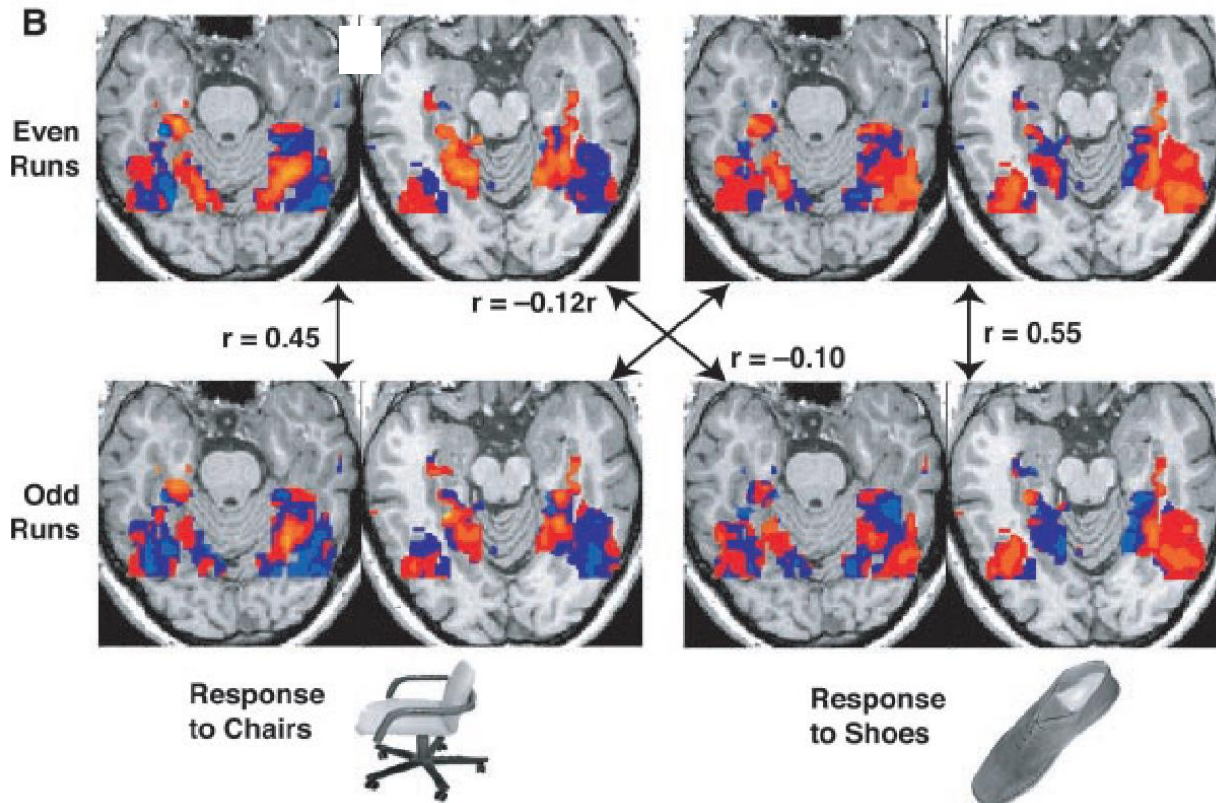 B
Even
Runs
r = 0.45
r = –0.12r
r = –0.10
r = 0.55
Odd
Runs
Response
to Chairs
Response
to Shoes